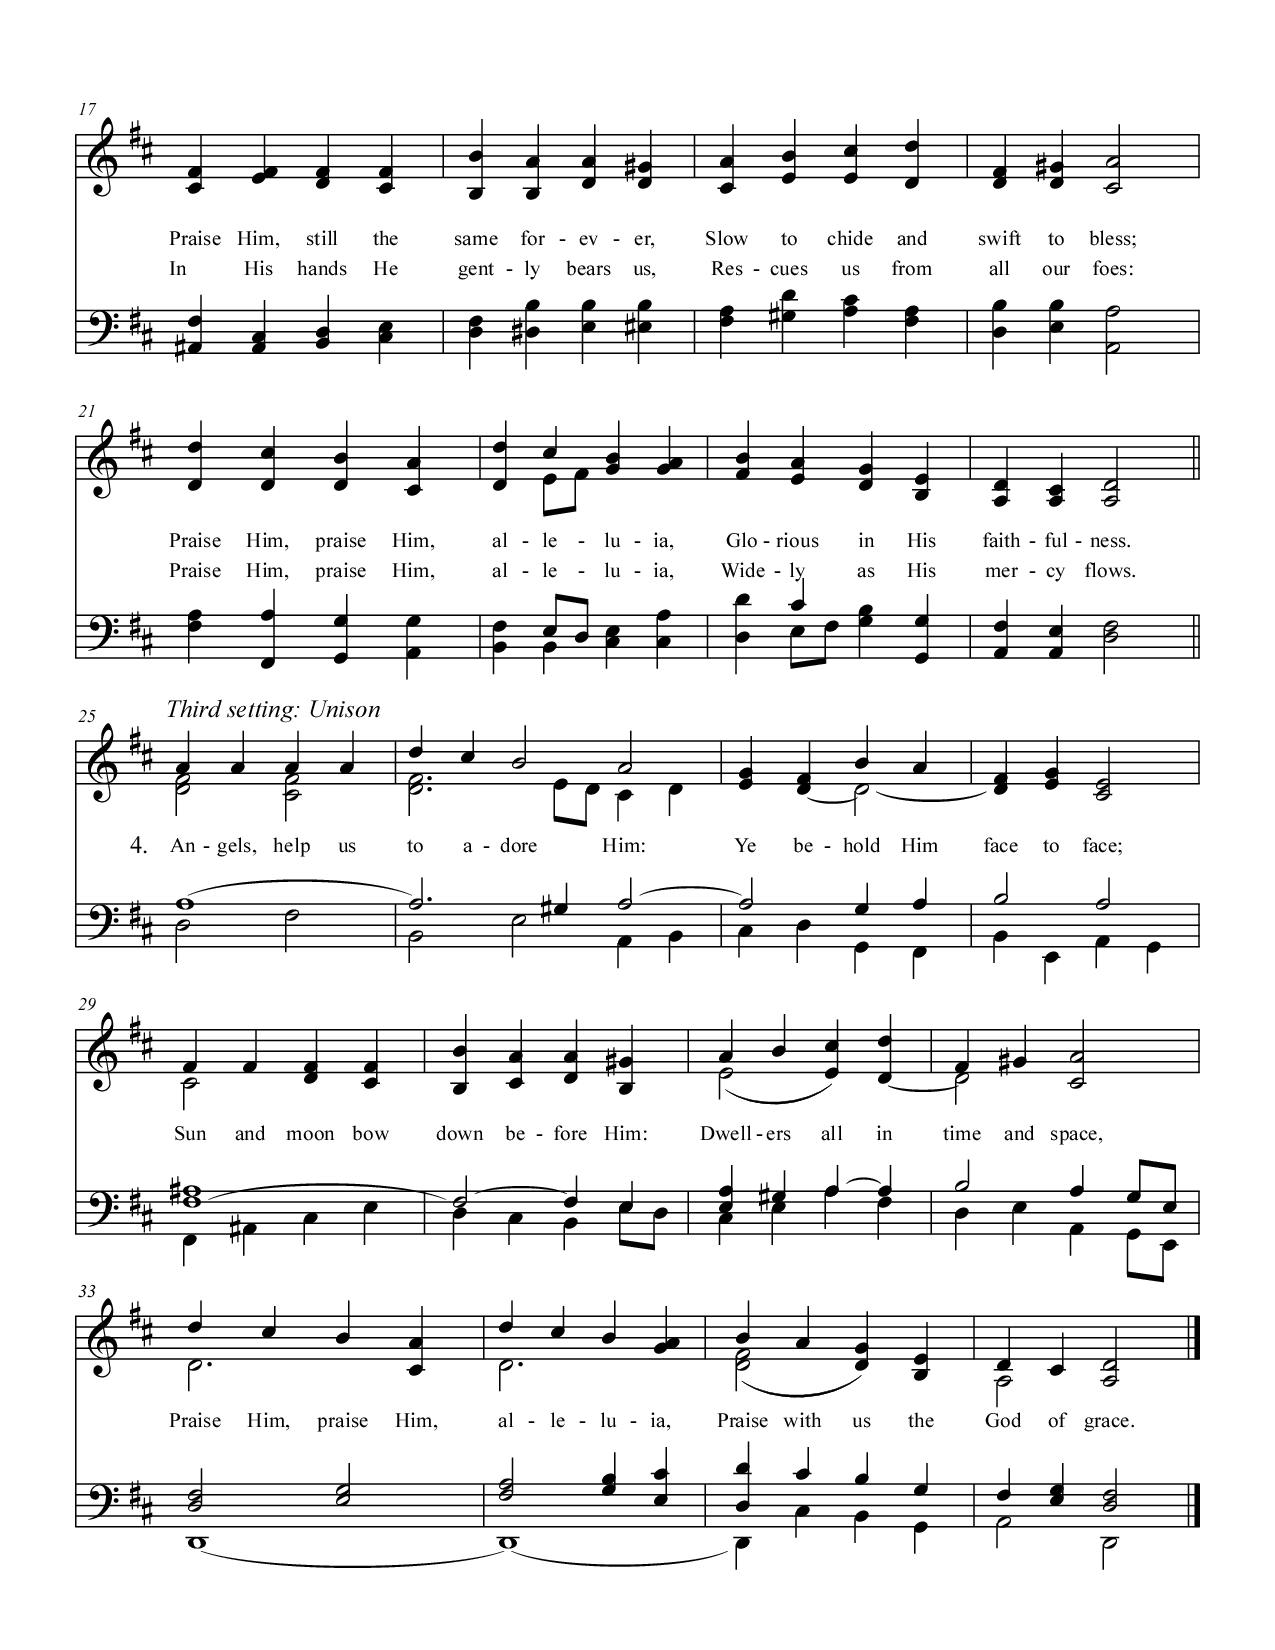 17
Praise Him, still the same for - ev - er, Slow to chide and swift to bless;
In His hands He gent - ly bears us, Res - cues us from all our foes:
21
Praise Him, praise Him, al - le - lu - ia, Glo - rious in His faith - ful - ness.
Praise Him, praise Him, al - le - lu - ia, Wide - ly as His mer - cy flows.
25
Third setting: Unison
4. An - gels, help us to a - dore Him: Ye be - hold Him face to face;
29
Sun and moon bow down be - fore Him: Dwell - ers all in time and space,
33
Praise Him, praise Him, al - le - lu - ia, Praise with us the God of grace.